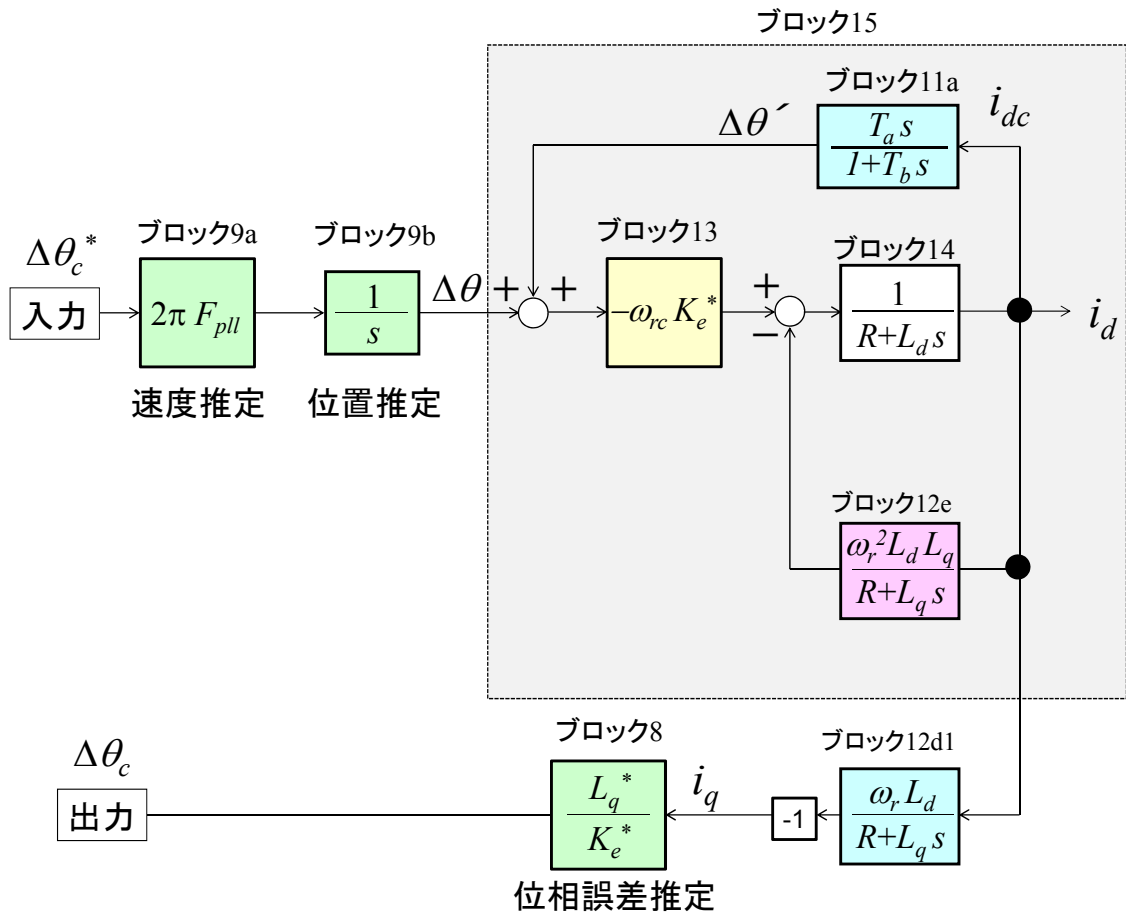 ブロック15
ブロック11a
Δθ´
T_a s
1+T_b s
i_dc
ブロック9a
ブロック9b
ブロック13
ブロック14
Δθ_c^*
入力
2π F_pll
1
s
Δθ
+
+
−ω_rc K_e^*
+
−
1
R+L_d s
i_d
速度推定
位置推定
ブロック12e
ω_r^2 L_d L_q
R+L_q s
ブロック8
ブロック12d1
Δθ_c
出力
L_q^*
K_e^*
i_q
-1
ω_r L_d
R+L_q s
位相誤差推定